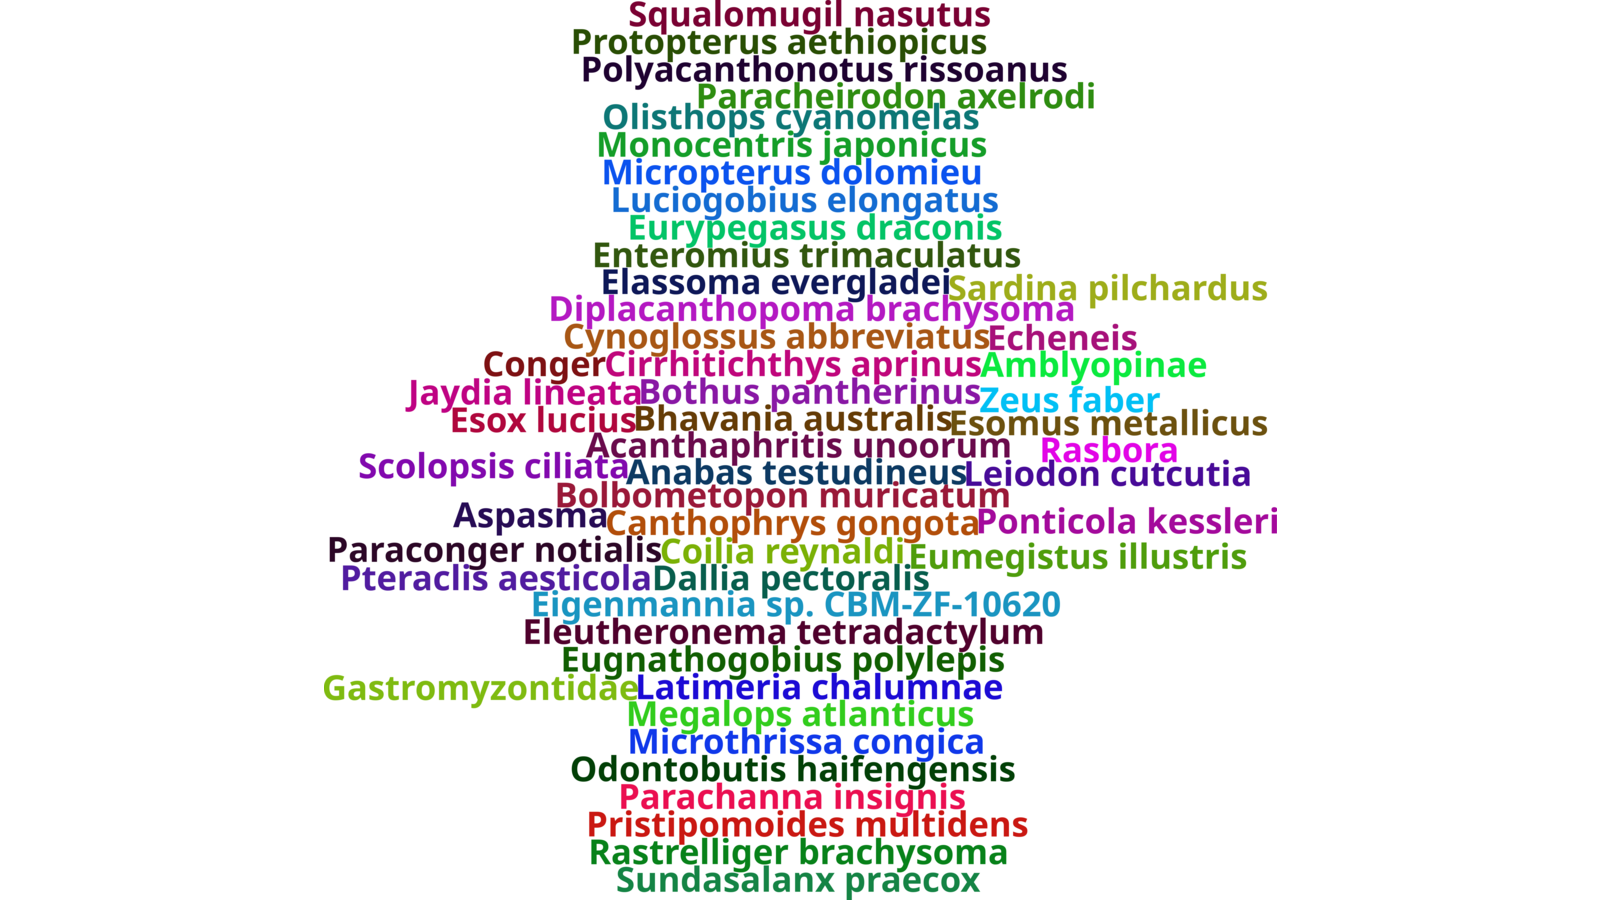 Squalomugil nasutus
Protopterus aethiopicus
Polyacanthonotus rissoanus
Paracheirodon axelrodi
Olisthops cyanomelas
Monocentris japonicus
Micropterus dolomieu
Luciogobius elongatus
Eurypegasus draconis
Enteromius trimaculatus
Elassoma evergladei Sardina pilchardus
Diplacanthopoma brachysoma
Cynoglossus abbreviatus Echeneis
Conger Cirrhitichthys aprinus Amblyopinae
Jaydia lineata Bothus pantherinus Zeus faber
Esox lucius Bhavania australis Esomus metallicus
Acanthaphritis unoorum Rasbora
Scolopsis ciliata Anabas testudineus Leiodon cutcutia
Bolbometopon muricatum
Aspasma Canthophrys gongota Ponticola kessleri
Paraconger notialis Coilia reynaldi Eumegistus illustris
Pteraclis aesticola Dallia pectoralis
Eigenmannia sp. CBM-ZF-10620
Eleutheronema tetradactylum
Eugnathogobius polylepis
Gastromyzontidae Latimeria chalumnae
Megalops atlanticus
Microthrissa congica
Odontobutis haifengensis
Parachanna insignis
Pristipomoides multidens
Rastrelliger brachysoma
Sundasalanx praecox